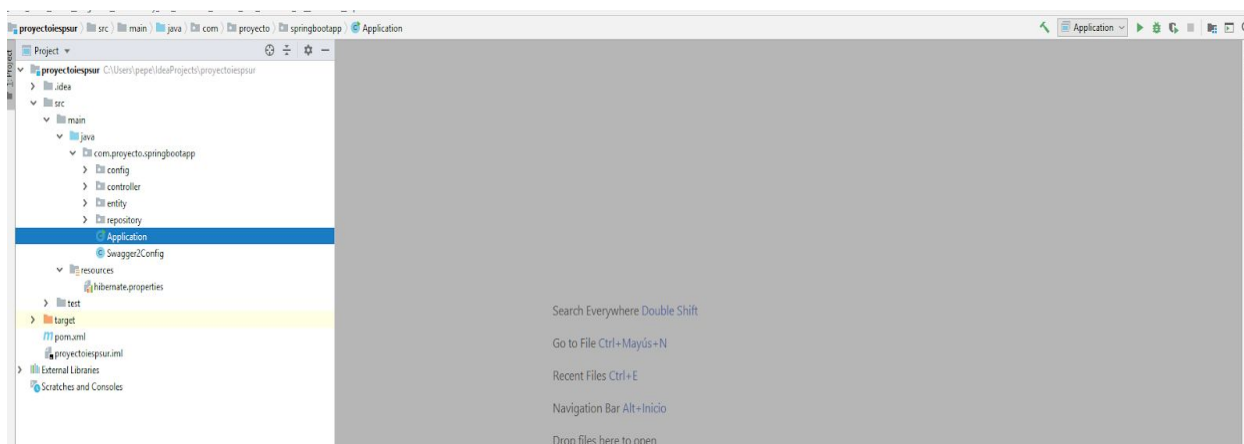 proyectoiespsur src main java com proyecto springbootapp Application
Application
1: Project
Project
proyectoiespsur C:\Users\pepe\IdeaProjects\proyectoiespsur
.idea
src
main
java
com.proyecto.springbootapp
config
controller
entity
repository
Application
Swagger2Config
resources
hibernate.properties
test
target
pom.xml
proyectoiespsur.iml
External Libraries
Scratches and Consoles
Search Everywhere Double Shift
Go to File Ctrl+Mayús+N
Recent Files Ctrl+E
Navigation Bar Alt+Inicio
Drop files here to open